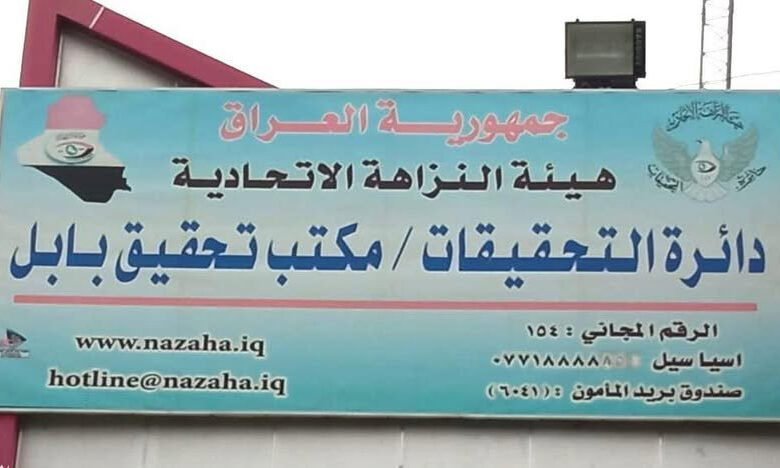 جمهورية العراق
هيئة النزاهة الاتحادية
دائرة التحقيقات / مكتب تحقيق بابل
الرقم المجاني : ١٥٤
اسيا سيل : ٠٧٧١٨٨٨٨
صندوق بريد المأمون : (٦٠٤١)
www.nazaha.iq
hotline@nazaha.iq